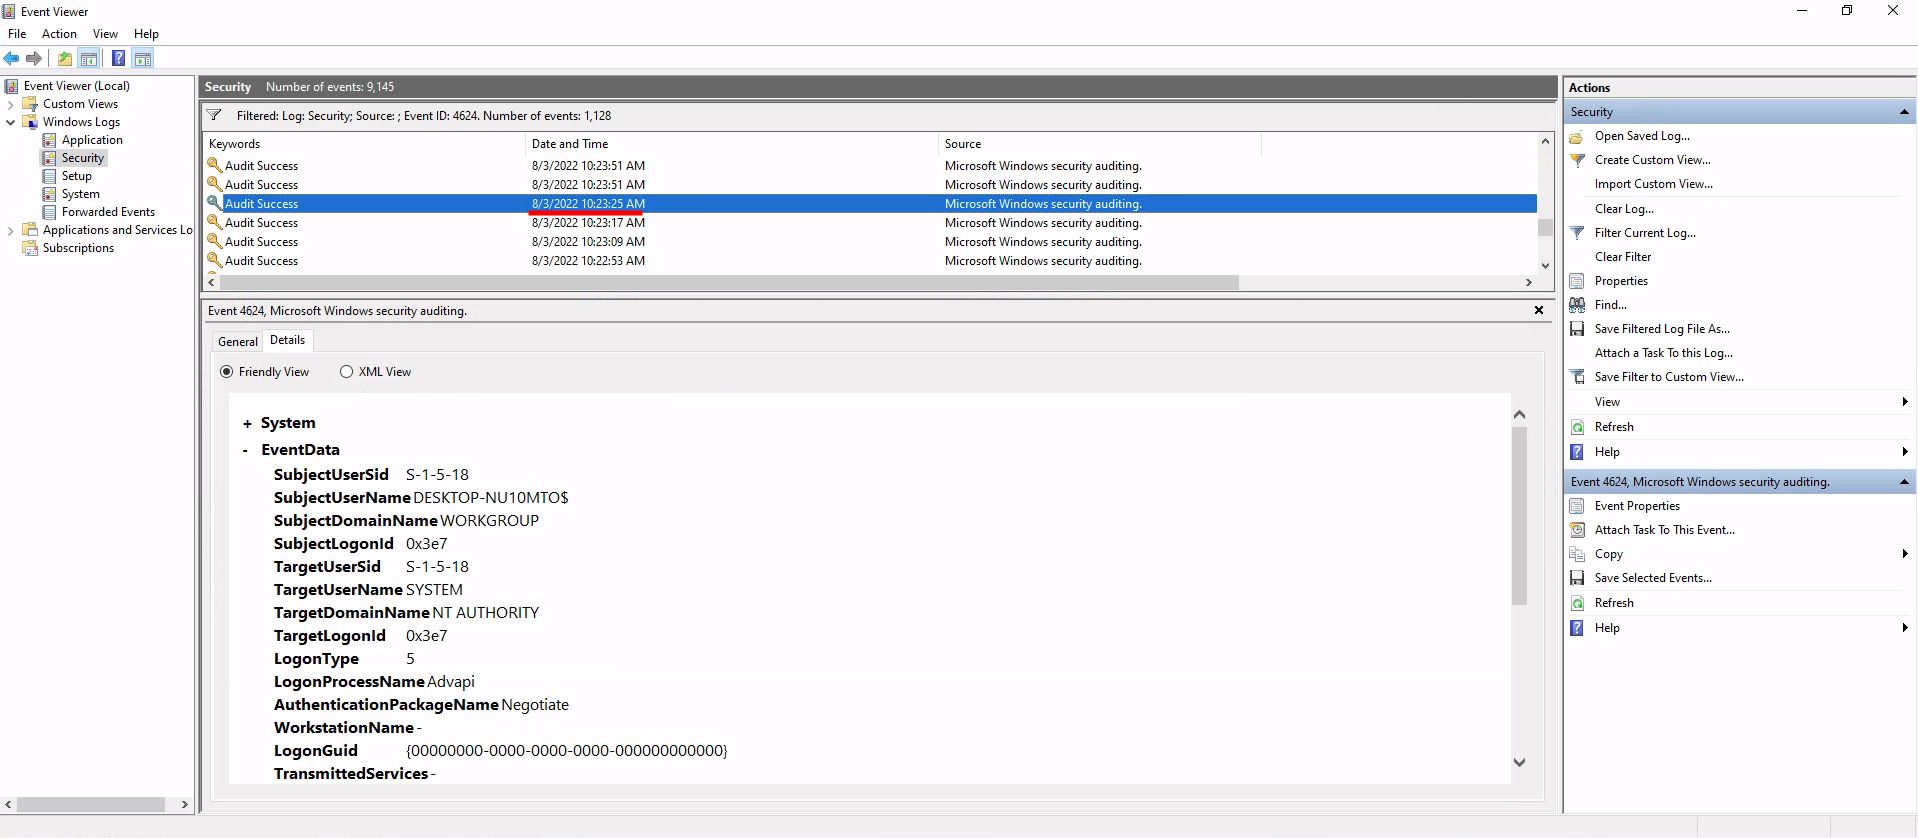 Event Viewer
File Action View Help
Event Viewer (Local)
Custom Views
Windows Logs
Application
Security
Setup
System
Forwarded Events
Applications and Services Lo
Subscriptions
Security Number of events: 9,145
Filtered: Log: Security; Source: ; Event ID: 4624. Number of events: 1,128
Keywords Date and Time Source
Audit Success 8/3/2022 10:23:51 AM Microsoft Windows security auditing.
Audit Success 8/3/2022 10:23:51 AM Microsoft Windows security auditing.
Audit Success 8/3/2022 10:23:25 AM Microsoft Windows security auditing.
Audit Success 8/3/2022 10:23:17 AM Microsoft Windows security auditing.
Audit Success 8/3/2022 10:23:09 AM Microsoft Windows security auditing.
Audit Success 8/3/2022 10:22:53 AM Microsoft Windows security auditing.
Event 4624, Microsoft Windows security auditing.
General Details
Friendly View XML View
+ System
- EventData
SubjectUserSid S-1-5-18
SubjectUserName DESKTOP-NU10MTO$
SubjectDomainName WORKGROUP
SubjectLogonId 0x3e7
TargetUserSid S-1-5-18
TargetUserName SYSTEM
TargetDomainName NT AUTHORITY
TargetLogonId 0x3e7
LogonType 5
LogonProcessName Advapi
AuthenticationPackageName Negotiate
WorkstationName -
LogonGuid {00000000-0000-0000-0000-000000000000}
TransmittedServices -
Actions
Security
Open Saved Log...
Create Custom View...
Import Custom View...
Clear Log...
Filter Current Log...
Clear Filter
Properties
Find...
Save Filtered Log File As...
Attach a Task To this Log...
Save Filter to Custom View...
View
Refresh
Help
Event 4624, Microsoft Windows security auditing.
Event Properties
Attach Task To This Event...
Copy
Save Selected Events...
Refresh
Help